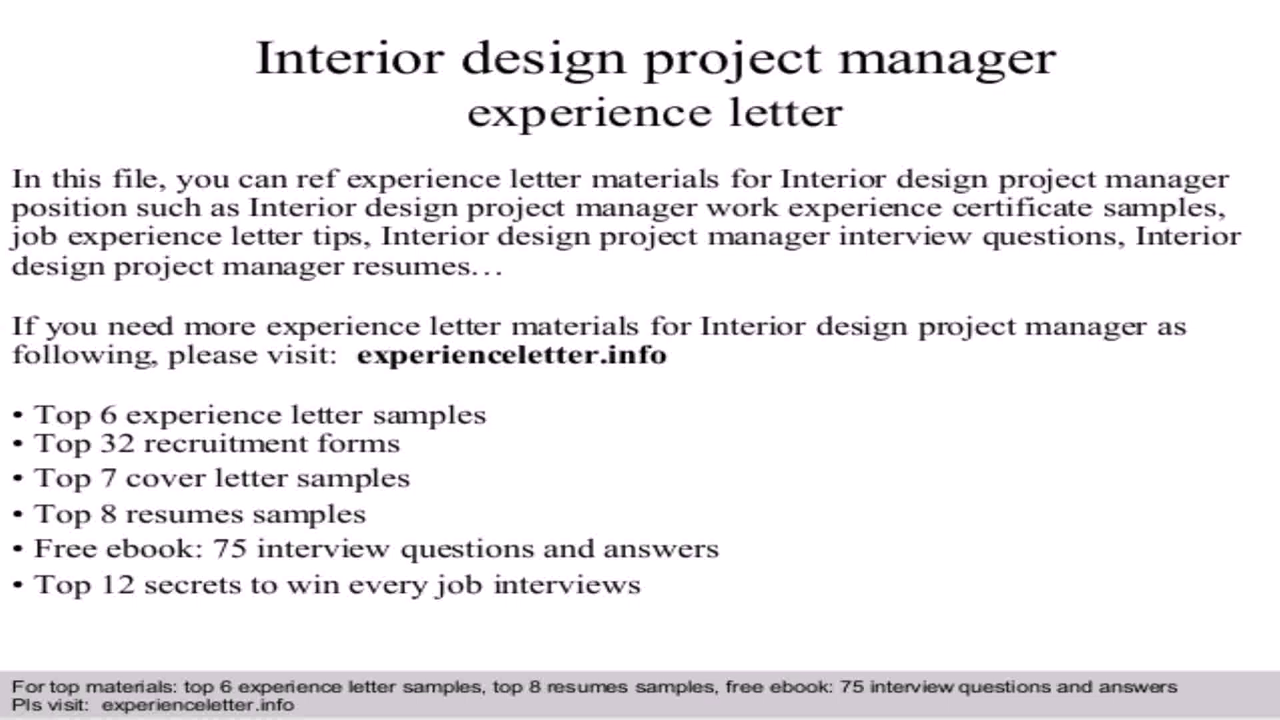 Interior design project manager
experience letter
In this file, you can ref experience letter materials for Interior design project manager
position such as Interior design project manager work experience certificate samples,
job experience letter tips, Interior design project manager interview questions, Interior
design project manager resumes…
If you need more experience letter materials for Interior design project manager as
following, please visit: experienceletter.info
• Top 6 experience letter samples
• Top 32 recruitment forms
• Top 7 cover letter samples
• Top 8 resumes samples
• Free ebook: 75 interview questions and answers
• Top 12 secrets to win every job interviews
For top materials: top 6 experience letter samples, top 8 resumes samples, free ebook: 75 interview questions and answers
Pls visit: experienceletter.info